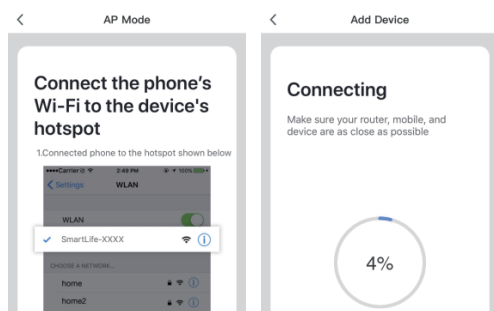 AP Mode
Connect the phone's
Wi-Fi to the device's
hotspot
1.Connected phone to the hotspot shown below
Carrier 2:48 PM 100%
Settings WLAN
WLAN
SmartLife-XXXX
CHOOSE A NETWORK...
home
home2
Add Device
Connecting
Make sure your router, mobile, and
device are as close as possible
4%